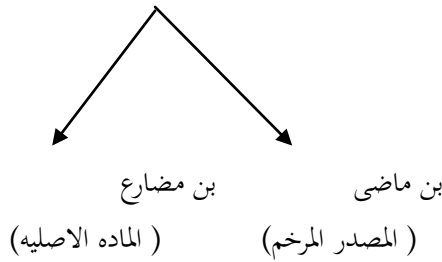 بن ماضى بن مضارع
( المصدر المرخم) ( الماده الاصليه)